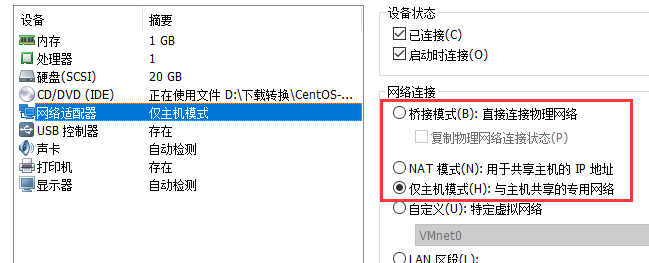 设备 摘要
内存 1 GB
处理器 1
硬盘(SCSI) 20 GB
CD/DVD (IDE) 正在使用文件 D:\下载转换\CentOS-...
网络适配器 仅主机模式
USB 控制器 存在
声卡 自动检测
打印机 存在
显示器 自动检测
设备状态
已连接(C)
启动时连接(O)
网络连接
桥接模式(B): 直接连接物理网络
复制物理网络连接状态(P)
NAT 模式(N): 用于共享主机的 IP 地址
仅主机模式(H): 与主机共享的专用网络
自定义(U): 特定虚拟网络
VMnet0
LAN 区段(L):